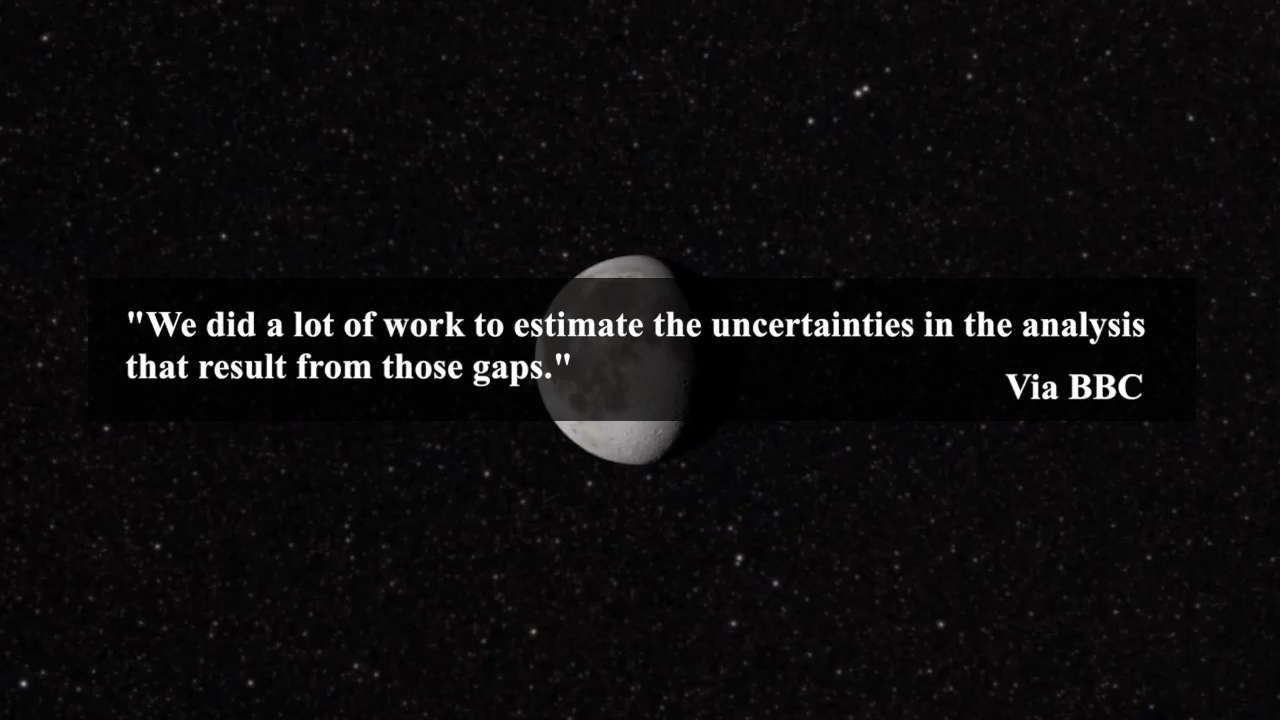 "We did a lot of work to estimate the uncertainties in the analysis
that result from those gaps."
Via BBC